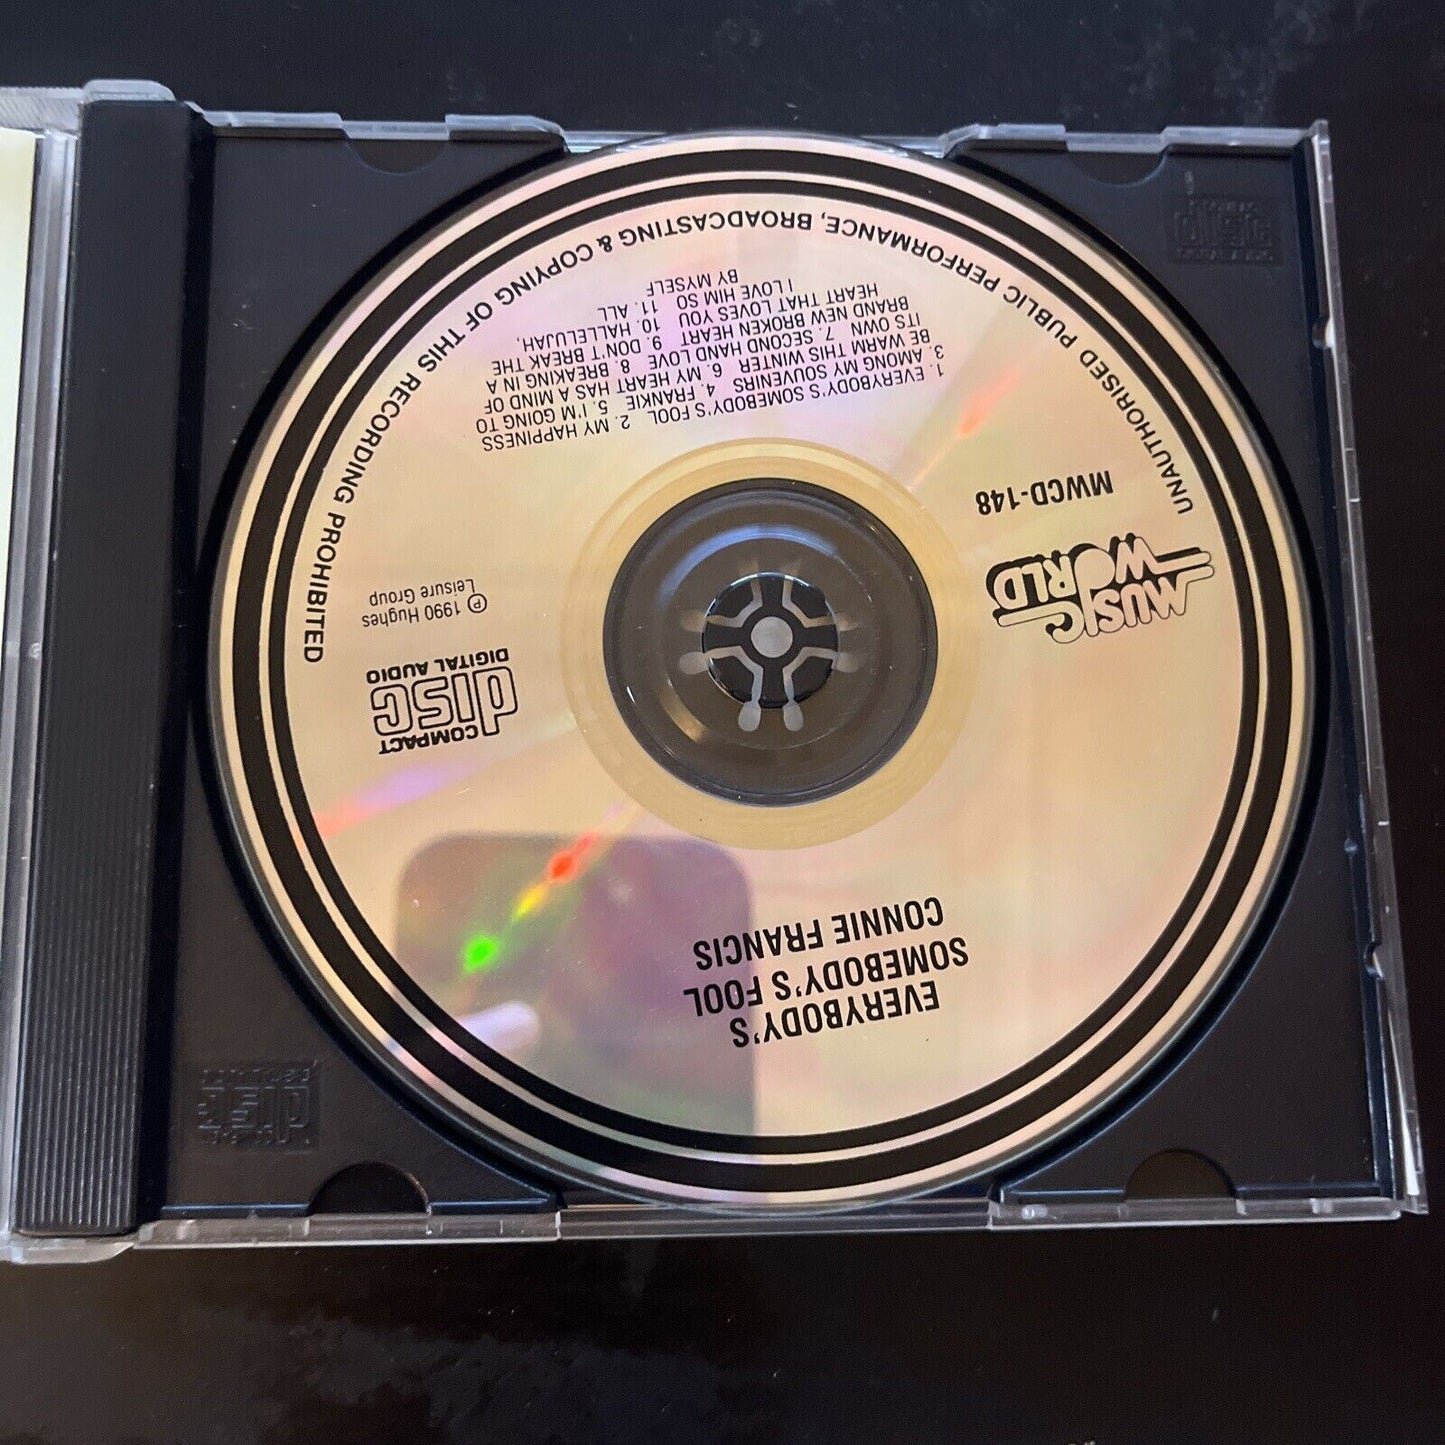 EVERYBODY'S
SOMEBODY'S FOOL
CONNIE FRANCIS
MUSIC
WORLD
MWCD-148
COMPACT
disc
DIGITAL AUDIO
℗ 1990 Hughes
Leisure Group
1. EVERYBODY'S SOMEBODY'S FOOL 2. MY HAPPINESS
3. AMONG MY SOUVENIRS 4. FRANKIE 5. I'M GOING TO
BE WARM THIS WINTER 6. MY HEART HAS A MIND OF
ITS OWN 7. SECOND HAND LOVE 8. BREAKING IN A
BRAND NEW BROKEN HEART 9. DON'T BREAK THE
HEART THAT LOVES YOU 10. HALLELUJAH,
I LOVE HIM SO 11. ALL
BY MYSELF
UNAUTHORISED PUBLIC PERFORMANCE, BROADCASTING & COPYING OF THIS RECORDING PROHIBITED